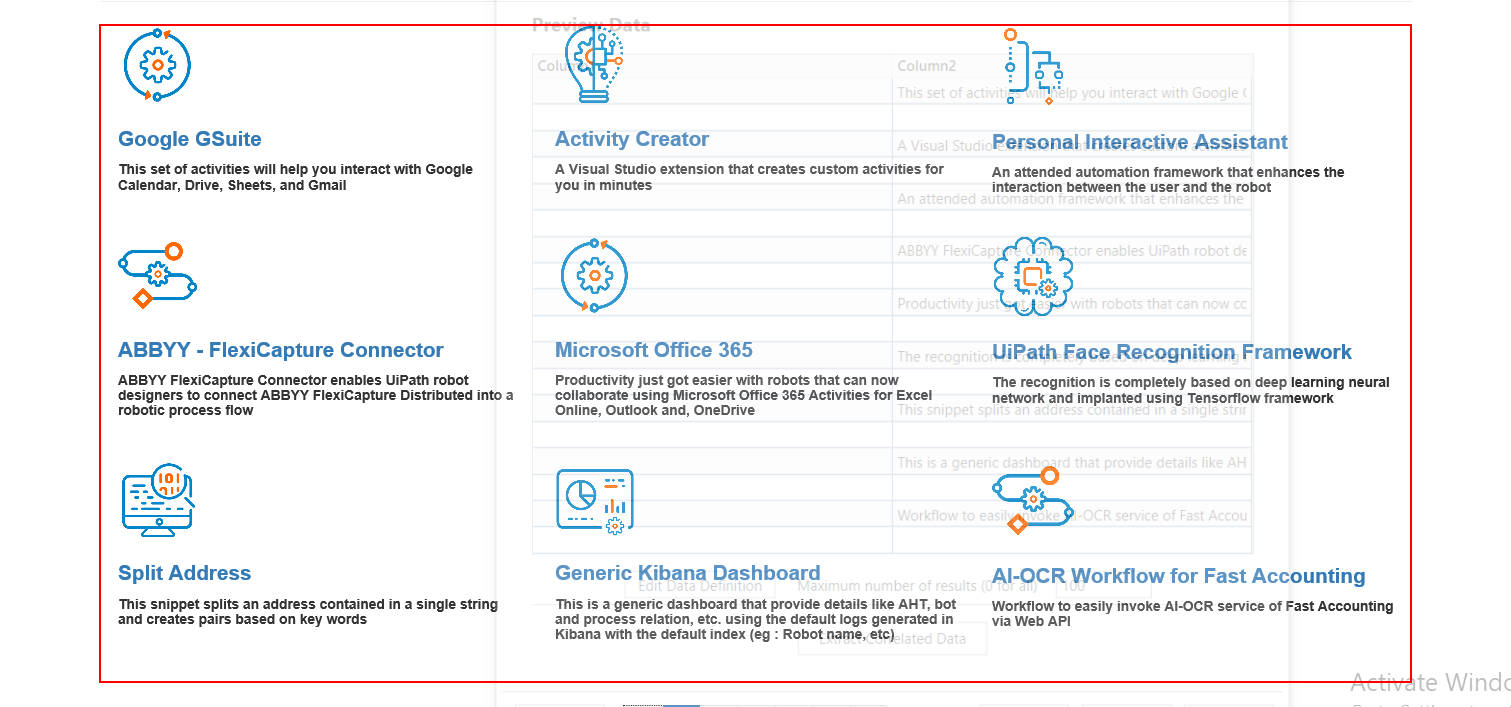 Preview Data
Column2
This set of activities will help you interact with Google
Google GSuite
This set of activities will help you interact with Google
Calendar, Drive, Sheets, and Gmail
Activity Creator
A Visual Studio extension that creates custom activities for
you in minutes
Personal Interactive Assistant
An attended automation framework that enhances the
interaction between the user and the robot
A Visual Studio extension that
An attended automation framework that enhances the
ABBYY FlexiCapture Connector enables UiPath robot de
Productivity just got easier with robots that can now co
ABBYY - FlexiCapture Connector
ABBYY FlexiCapture Connector enables UiPath robot
designers to connect ABBYY FlexiCapture Distributed into a
robotic process flow
Microsoft Office 365
Productivity just got easier with robots that can now
collaborate using Microsoft Office 365 Activities for Excel
Online, Outlook and, OneDrive
UiPath Face Recognition Framework
The recognition is completely based on deep learning neural
network and implanted using Tensorflow framework
The recognition is completely based on deep learning
This snippet splits an address contained in a single strin
This is a generic dashboard that provide details like AHT
Workflow to easily invoke AI-OCR service of Fast Accou
Split Address
This snippet splits an address contained in a single string
and creates pairs based on key words
Generic Kibana Dashboard
This is a generic dashboard that provide details like AHT, bot
and process relation, etc. using the default logs generated in
Kibana with the default index (eg : Robot name, etc)
AI-OCR Workflow for Fast Accounting
Workflow to easily invoke AI-OCR service of Fast Accounting
via Web API
Edit Data Definition
Maximum number of results (0 for all)
100
Extract Correlated Data
Activate Windo